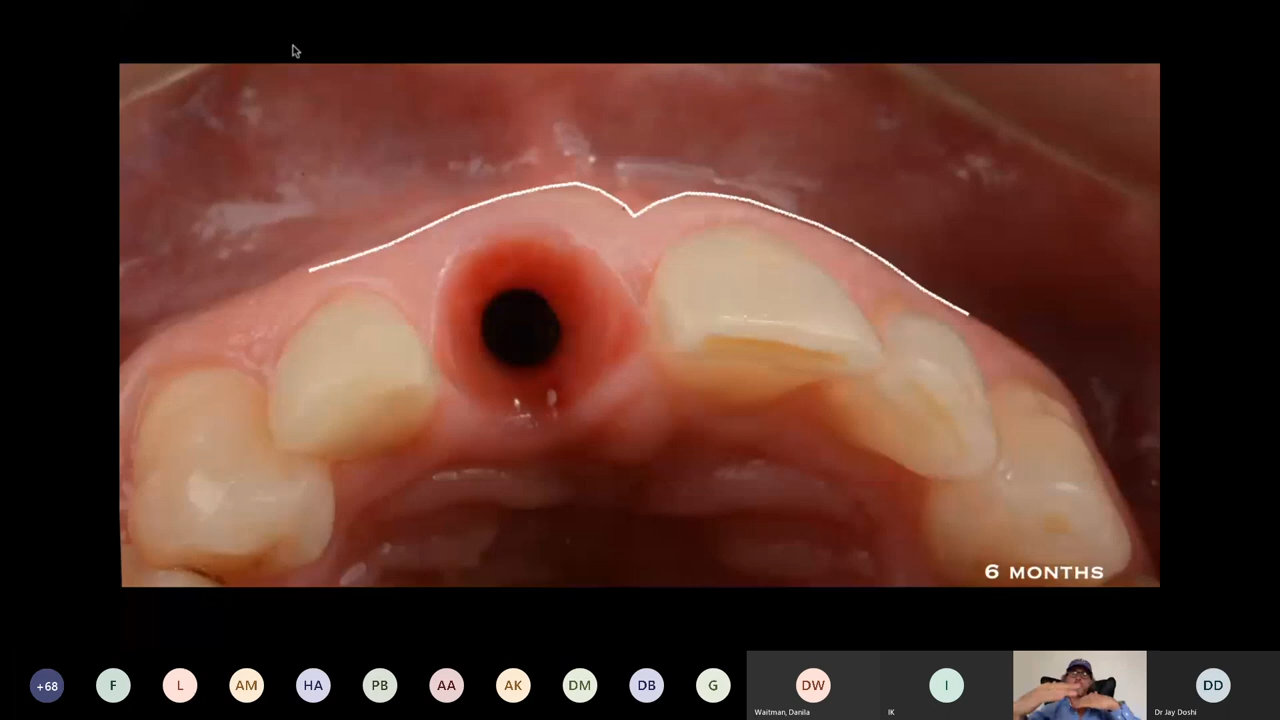 6 MONTHS
+68
F
L
AM
HA
PB
AA
AK
DM
DB
G
DW
Waitman, Danila
I
IK
DD
Dr Jay Doshi